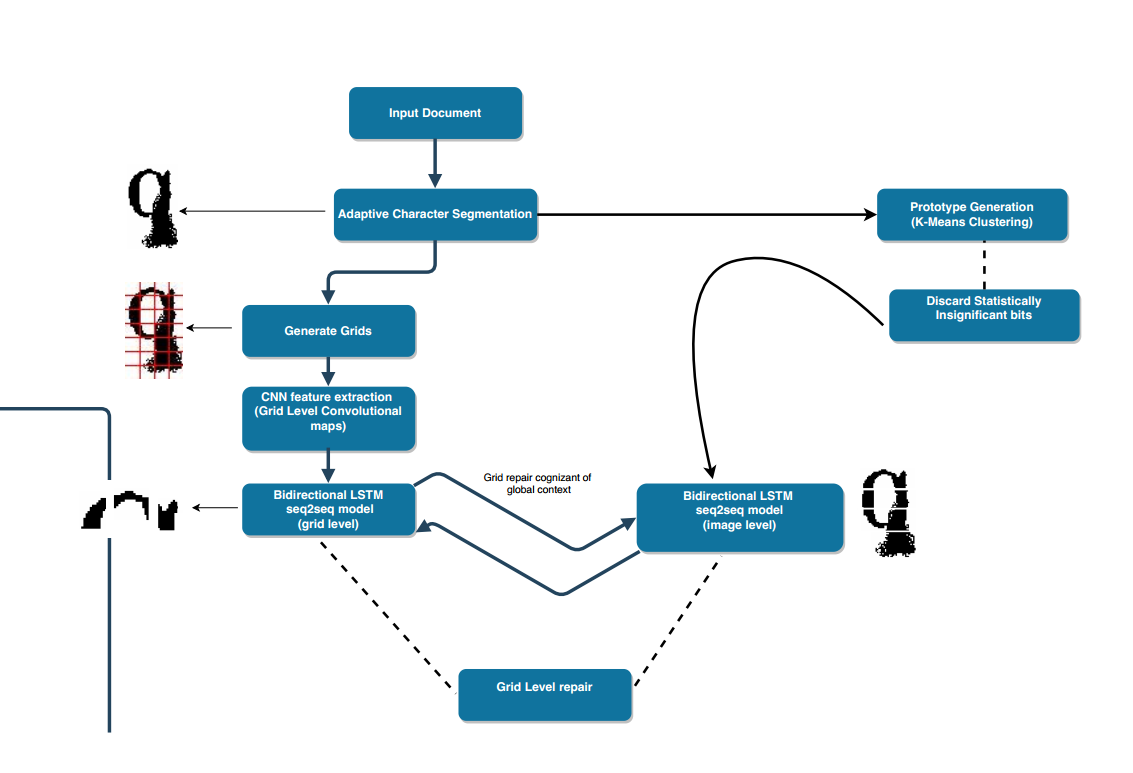 Input Document
Adaptive Character Segmentation
Prototype Generation
(K-Means Clustering)
Discard Statistically
Insignificant bits
Generate Grids
CNN feature extraction
(Grid Level Convolutional
maps)
Grid repair cognizant of
global context
Bidirectional LSTM
seq2seq model
(grid level)
Bidirectional LSTM
seq2seq model
(image level)
Grid Level repair
q
q
q